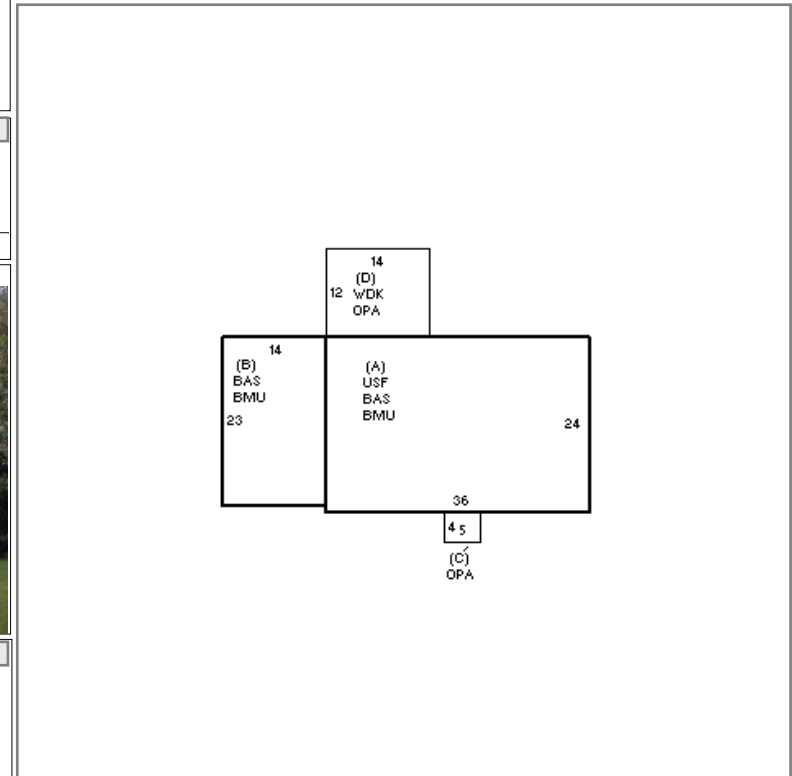 14
(D)
12 WDK
OPA
14
(B)
BAS
BMU
23
(A)
USF
BAS
BMU
24
36
4 5
(C)
OPA